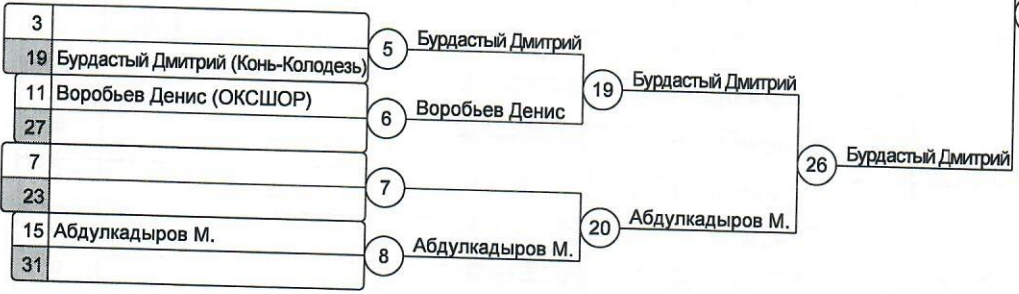 3
19 Бурдастый Дмитрий (Конь-Колодезь)
11 Воробьев Денис (ОКСШОР)
27
7
23
15 Абдулкадыров М.
31
5 Бурдастый Дмитрий
6 Воробьев Денис
7
8 Абдулкадыров М.
19 Бурдастый Дмитрий
20 Абдулкадыров М.
26 Бурдастый Дмитрий